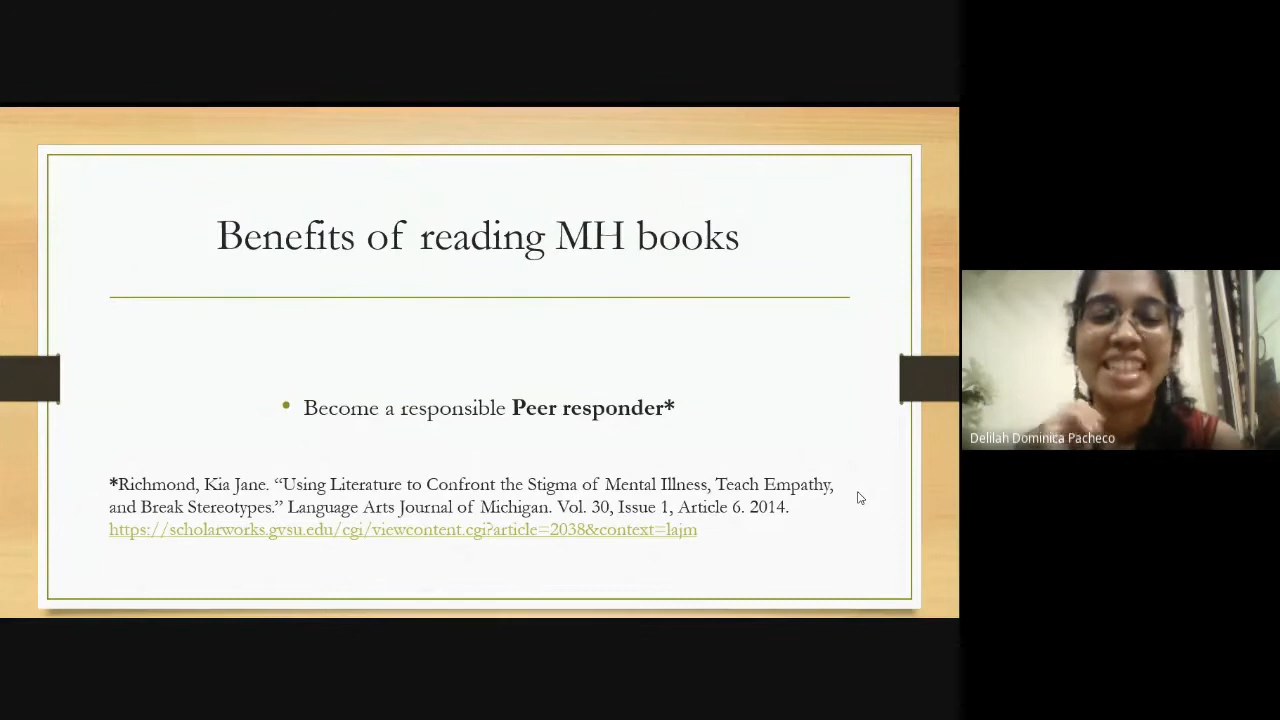 Benefits of reading MH books
• Become a responsible Peer responder*
*Richmond, Kia Jane. “Using Literature to Confront the Stigma of Mental Illness, Teach Empathy,
and Break Stereotypes.” Language Arts Journal of Michigan. Vol. 30, Issue 1, Article 6. 2014.
https://scholarworks.gvsu.edu/cgi/viewcontent.cgi?article=2038&context=lajm
Delilah Dominica Pacheco